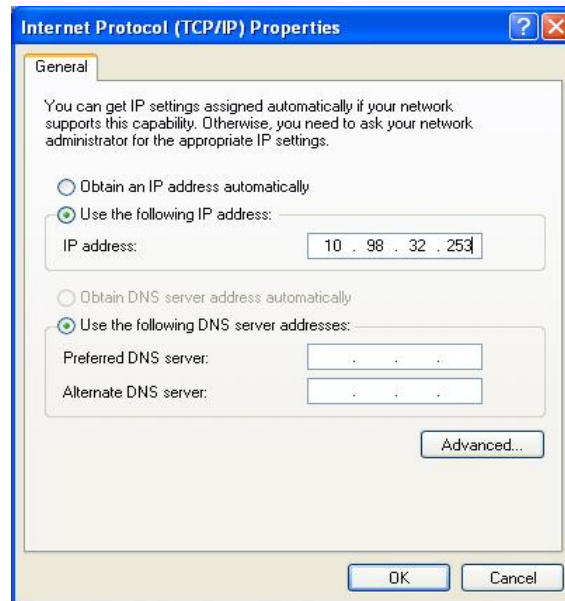 Internet Protocol (TCP/IP) Properties
General
You can get IP settings assigned automatically if your network
supports this capability. Otherwise, you need to ask your network
administrator for the appropriate IP settings.
Obtain an IP address automatically
Use the following IP address:
IP address: 10 . 98 . 32 . 253
Obtain DNS server address automatically
Use the following DNS server addresses:
Preferred DNS server: . . .
Alternate DNS server: . . .
Advanced...
OK Cancel